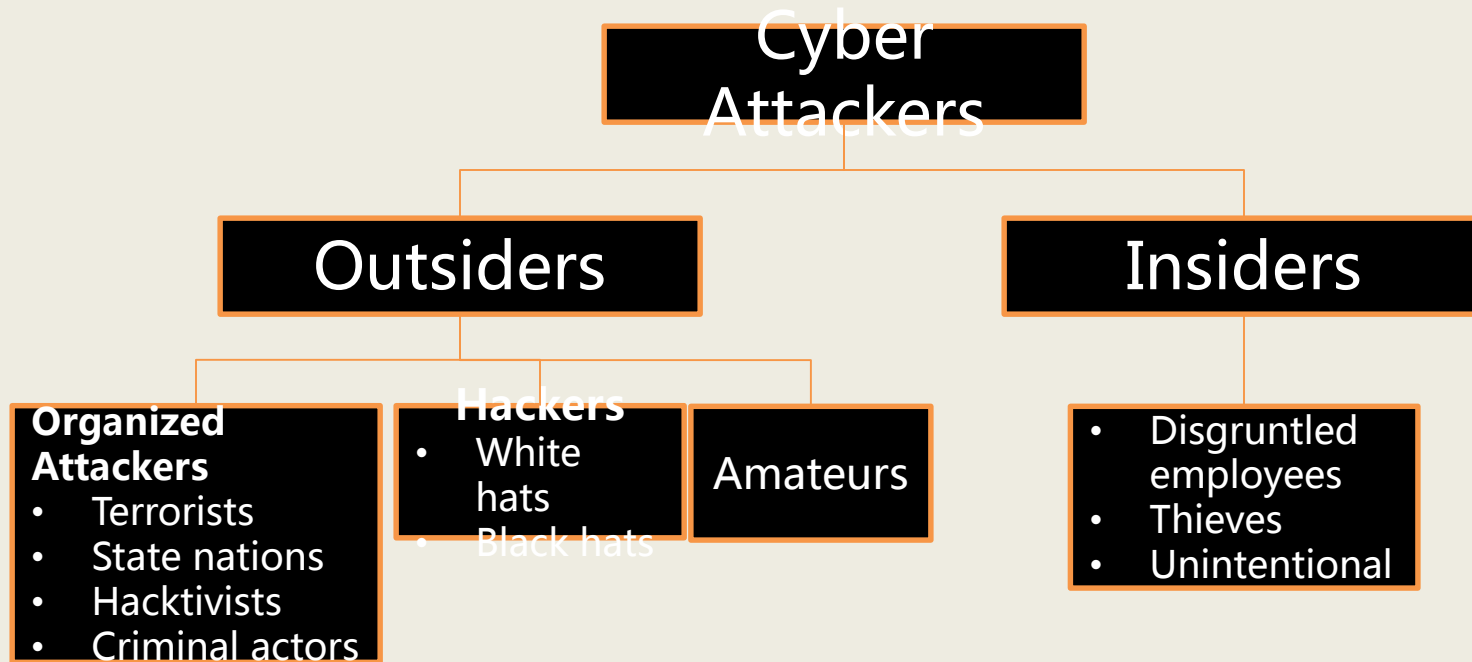 Cyber
Attackers
Outsiders
Insiders
Organized
Attackers
• Terrorists
• State nations
• Hacktivists
• Criminal actors
Hackers
• White
hats
• Black hats
Amateurs
• Disgruntled
employees
• Thieves
• Unintentional